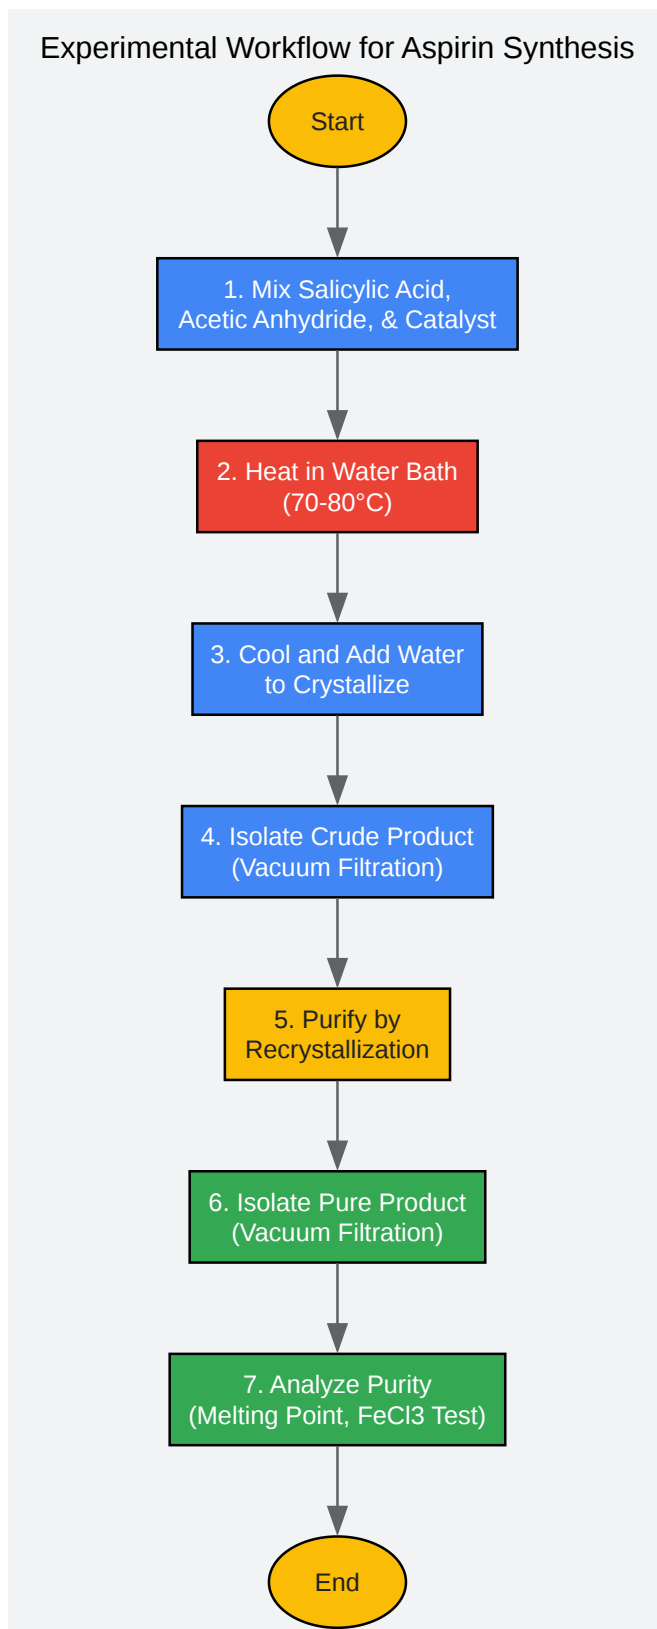 Experimental Workflow for Aspirin Synthesis
Start
1. Mix Salicylic Acid,
Acetic Anhydride, & Catalyst
2. Heat in Water Bath
(70-80°C)
3. Cool and Add Water
to Crystallize
4. Isolate Crude Product
(Vacuum Filtration)
5. Purify by
Recrystallization
6. Isolate Pure Product
(Vacuum Filtration)
7. Analyze Purity
(Melting Point, FeCl3 Test)
End